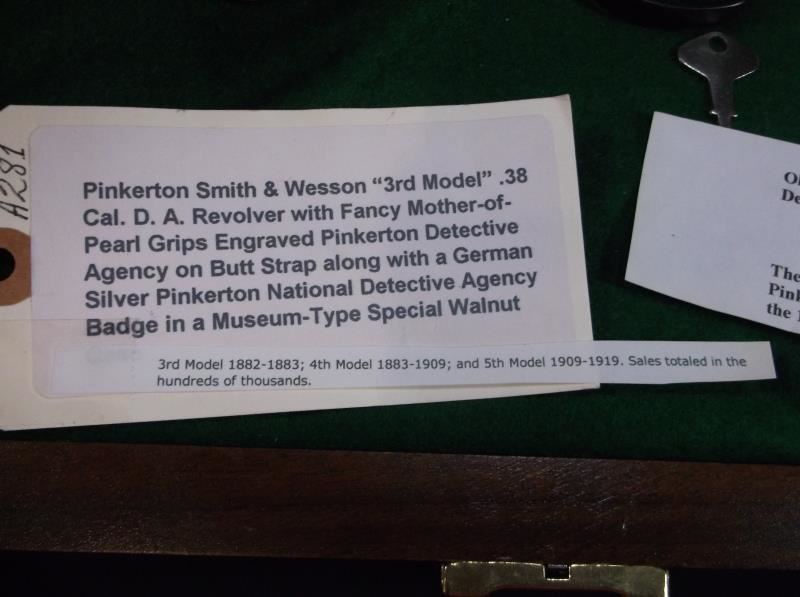 A281
Pinkerton Smith & Wesson “3rd Model” .38
Cal. D. A. Revolver with Fancy Mother-of-
Pearl Grips Engraved Pinkerton Detective
Agency on Butt Strap along with a German
Silver Pinkerton National Detective Agency
Badge in a Museum-Type Special Walnut
3rd Model 1882-1883; 4th Model 1883-1909; and 5th Model 1909-1919. Sales totaled in the
hundreds of thousands.
The
the